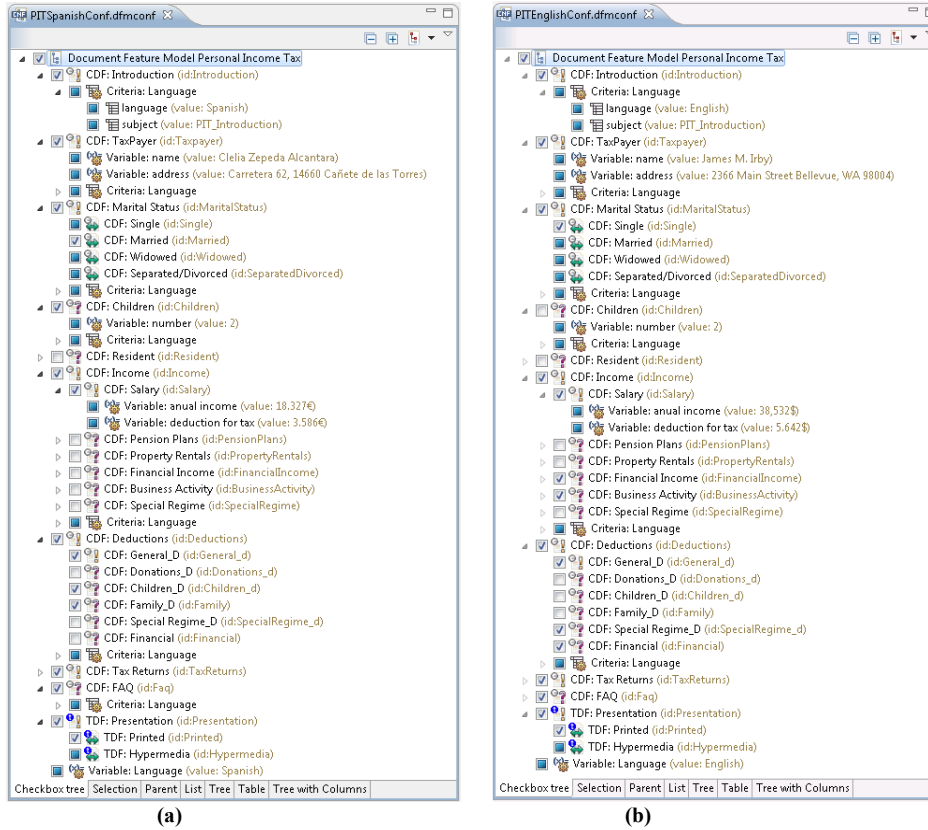 PITSpanishConf.dfmconf
Document Feature Model Personal Income Tax
CDF: Introduction (id:Introduction)
Criteria: Language
language (value: Spanish)
subject (value: PIT_Introduction)
CDF: TaxPayer (id:Taxpayer)
Variable: name (value: Clelia Zepeda Alcantara)
Variable: address (value: Carretera 62, 14660 Cañete de las Torres)
Criteria: Language
CDF: Marital Status (id:MaritalStatus)
CDF: Single (id:Single)
CDF: Married (id:Married)
CDF: Widowed (id:Widowed)
CDF: Separated/Divorced (id:SeparatedDivorced)
Criteria: Language
CDF: Children (id:Children)
Variable: number (value: 2)
Criteria: Language
CDF: Resident (id:Resident)
CDF: Income (id:Income)
CDF: Salary (id:Salary)
Variable: anual income (value: 18.327€)
Variable: deduction for tax (value: 3.586€)
CDF: Pension Plans (id:PensionPlans)
CDF: Property Rentals (id:PropertyRentals)
CDF: Financial Income (id:FinancialIncome)
CDF: Business Activity (id:BusinessActivity)
CDF: Special Regime (id:SpecialRegime)
Criteria: Language
CDF: Deductions (id:Deductions)
CDF: General_D (id:General_d)
CDF: Donations_D (id:Donations_d)
CDF: Children_D (id:Children_d)
CDF: Family_D (id:Family)
CDF: Special Regime_D (id:SpecialRegime_d)
CDF: Financial (id:Financial)
Criteria: Language
CDF: Tax Returns (id:TaxReturns)
CDF: FAQ (id:Faq)
Criteria: Language
TDF: Presentation (id:Presentation)
TDF: Printed (id:Printed)
TDF: Hypermedia (id:Hypermedia)
Variable: Language (value: Spanish)
Checkbox tree Selection Parent List Tree Table Tree with Columns
(a)
PITEnglishConf.dfmconf
Document Feature Model Personal Income Tax
CDF: Introduction (id:Introduction)
Criteria: Language
language (value: English)
subject (value: PIT_Introduction)
CDF: TaxPayer (id:Taxpayer)
Variable: name (value: James M. Irby)
Variable: address (value: 2366 Main Street Bellevue, WA 98004)
Criteria: Language
CDF: Marital Status (id:MaritalStatus)
CDF: Single (id:Single)
CDF: Married (id:Married)
CDF: Widowed (id:Widowed)
CDF: Separated/Divorced (id:SeparatedDivorced)
Criteria: Language
CDF: Children (id:Children)
Variable: number (value: 2)
Criteria: Language
CDF: Resident (id:Resident)
CDF: Income (id:Income)
CDF: Salary (id:Salary)
Variable: anual income (value: 38,532$)
Variable: deduction for tax (value: 5.642$)
CDF: Pension Plans (id:PensionPlans)
CDF: Property Rentals (id:PropertyRentals)
CDF: Financial Income (id:FinancialIncome)
CDF: Business Activity (id:BusinessActivity)
CDF: Special Regime (id:SpecialRegime)
Criteria: Language
CDF: Deductions (id:Deductions)
CDF: General_D (id:General_d)
CDF: Donations_D (id:Donations_d)
CDF: Children_D (id:Children_d)
CDF: Family_D (id:Family)
CDF: Special Regime_D (id:SpecialRegime_d)
CDF: Financial (id:Financial)
Criteria: Language
CDF: Tax Returns (id:TaxReturns)
CDF: FAQ (id:Faq)
TDF: Presentation (id:Presentation)
TDF: Printed (id:Printed)
TDF: Hypermedia (id:Hypermedia)
Variable: Language (value: English)
Checkbox tree Selection Parent List Tree Table Tree with Columns
(b)